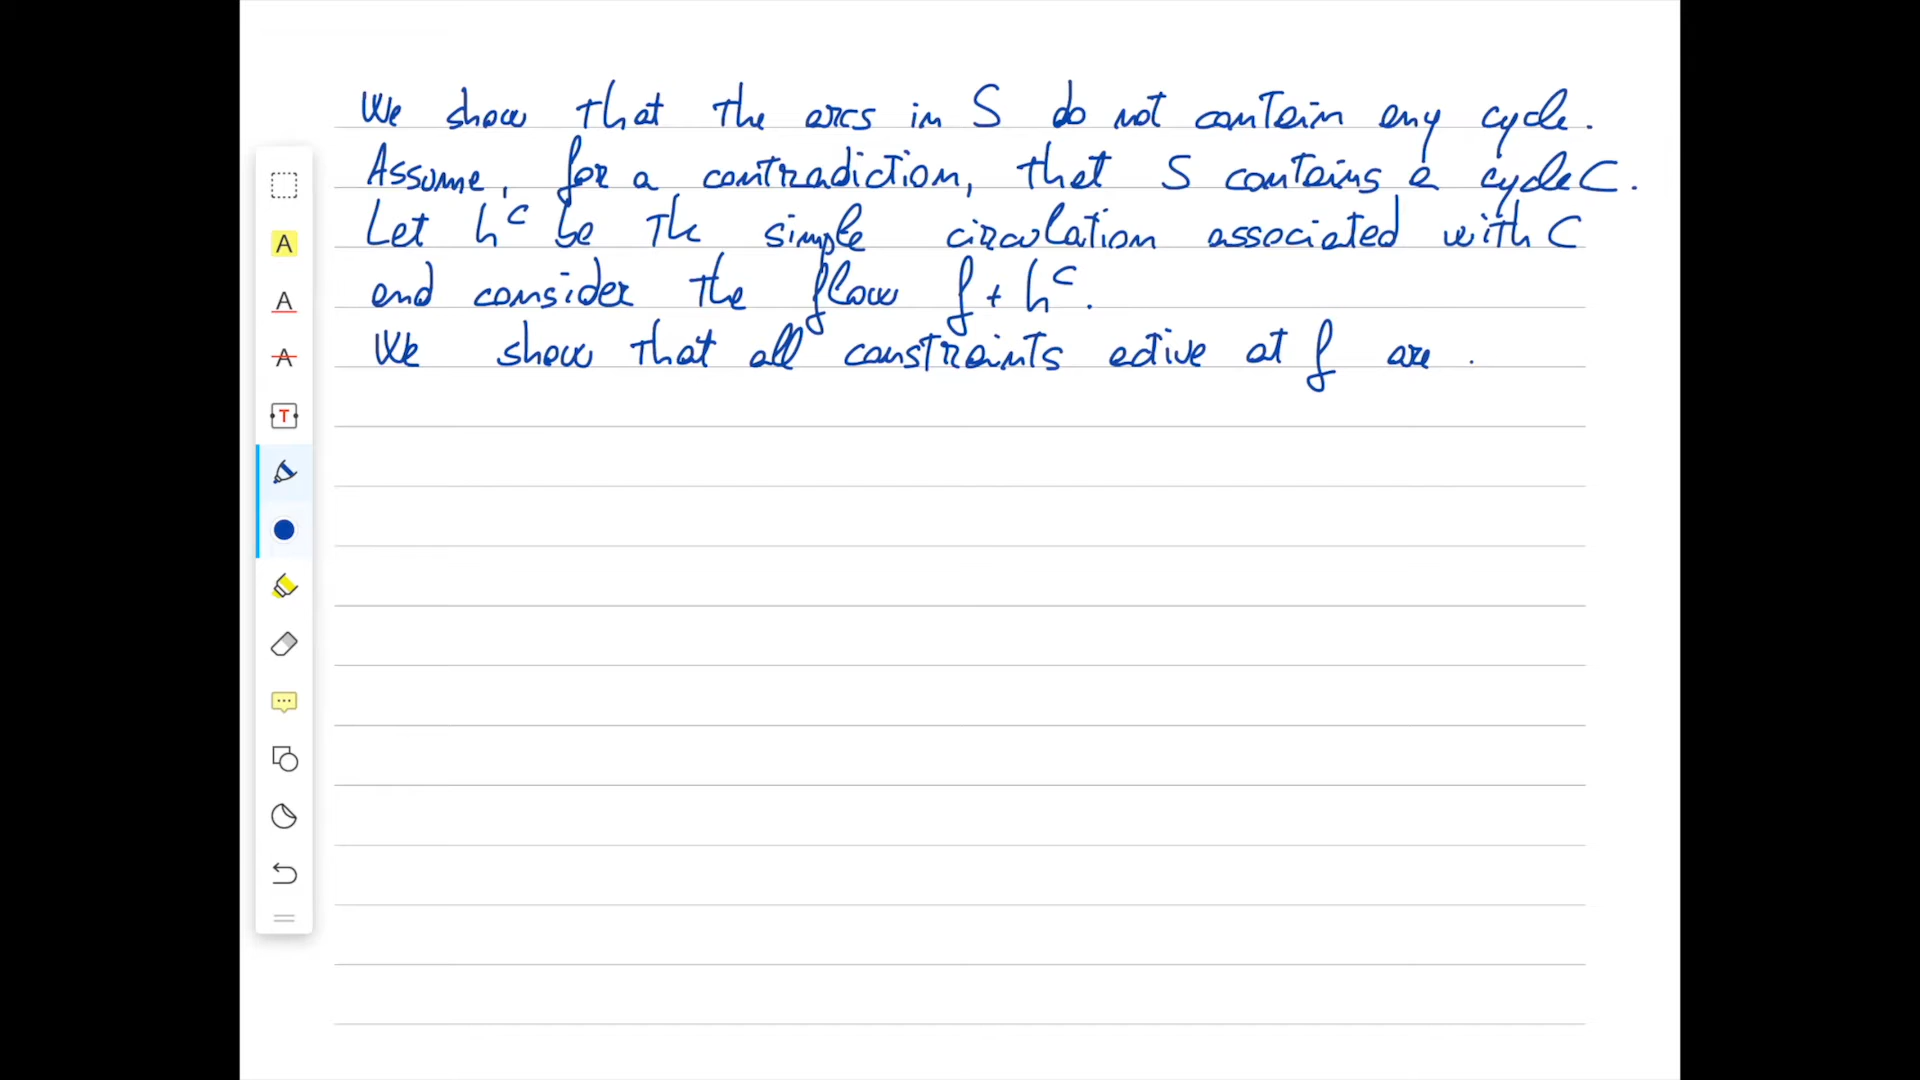 We show that the arcs in S do not contain any cycle.
Assume, for a contradiction, that S contains a cycle C.
Let h^C be the simple circulation associated with C
and consider the flow f + h^C.
We show that all constraints active at f are .